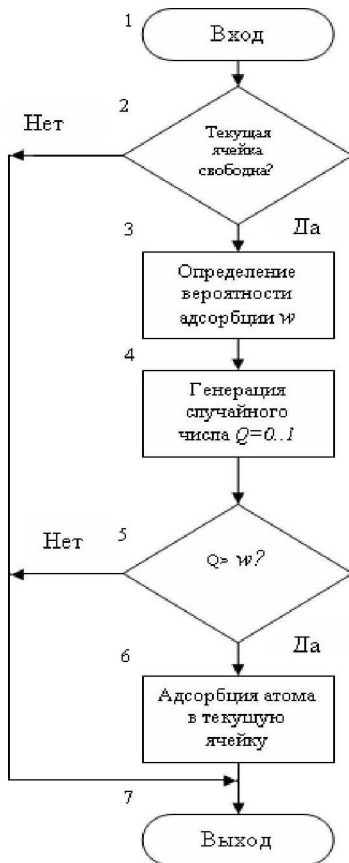 1
Вход
2
Нет
Текущая
ячейка
свободна?
Да
3
Определение
вероятности
адсорбции w
4
Генерация
случайного
числа Q=0..1
5
Нет
Q> w?
Да
6
Адсорбция атома
в текущую
ячейку
7
Выход